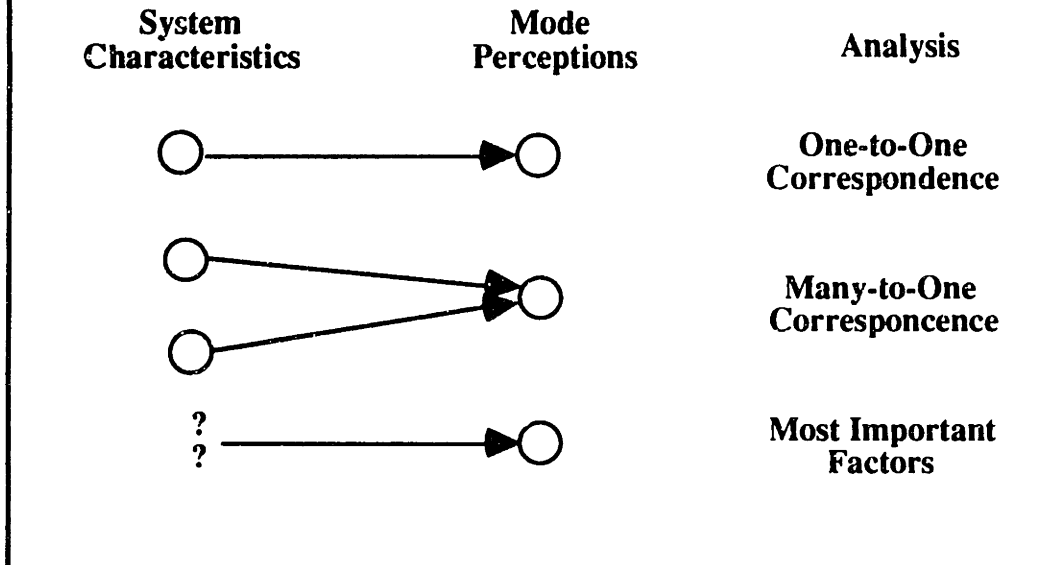 System
Characteristics
Mode
Perceptions
Analysis
One-to-One
Correspondence
Many-to-One
Corresponcence
?
?
Most Important
Factors